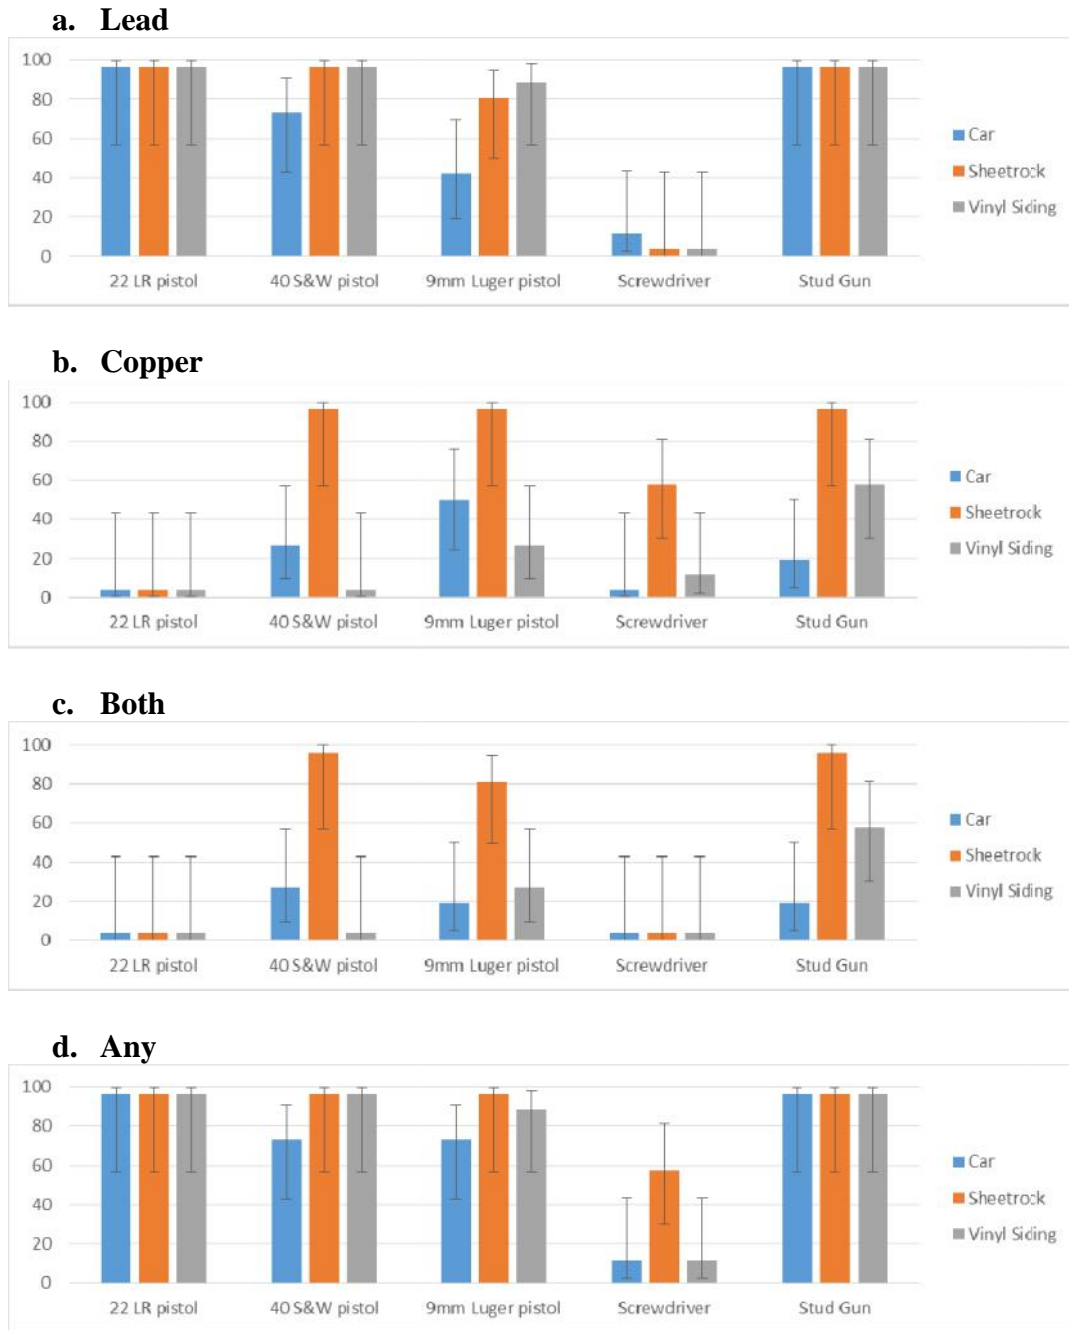 a. Lead
100
80
60
40
20
0
22 LR pistol 40 S&W pistol 9mm Luger pistol Screwdriver Stud Gun
Car
Sheetrock
Vinyl Siding
b. Copper
100
80
60
40
20
0
22 LR pistol 40 S&W pistol 9mm Luger pistol Screwdriver Stud Gun
Car
Sheetrock
Vinyl Siding
c. Both
100
80
60
40
20
0
22 LR pistol 40 S&W pistol 9mm Luger pistol Screwdriver Stud Gun
Car
Sheetrock
Vinyl Siding
d. Any
100
80
60
40
20
0
22 LR pistol 40 S&W pistol 9mm Luger pistol Screwdriver Stud Gun
Car
Sheetrock
Vinyl Siding